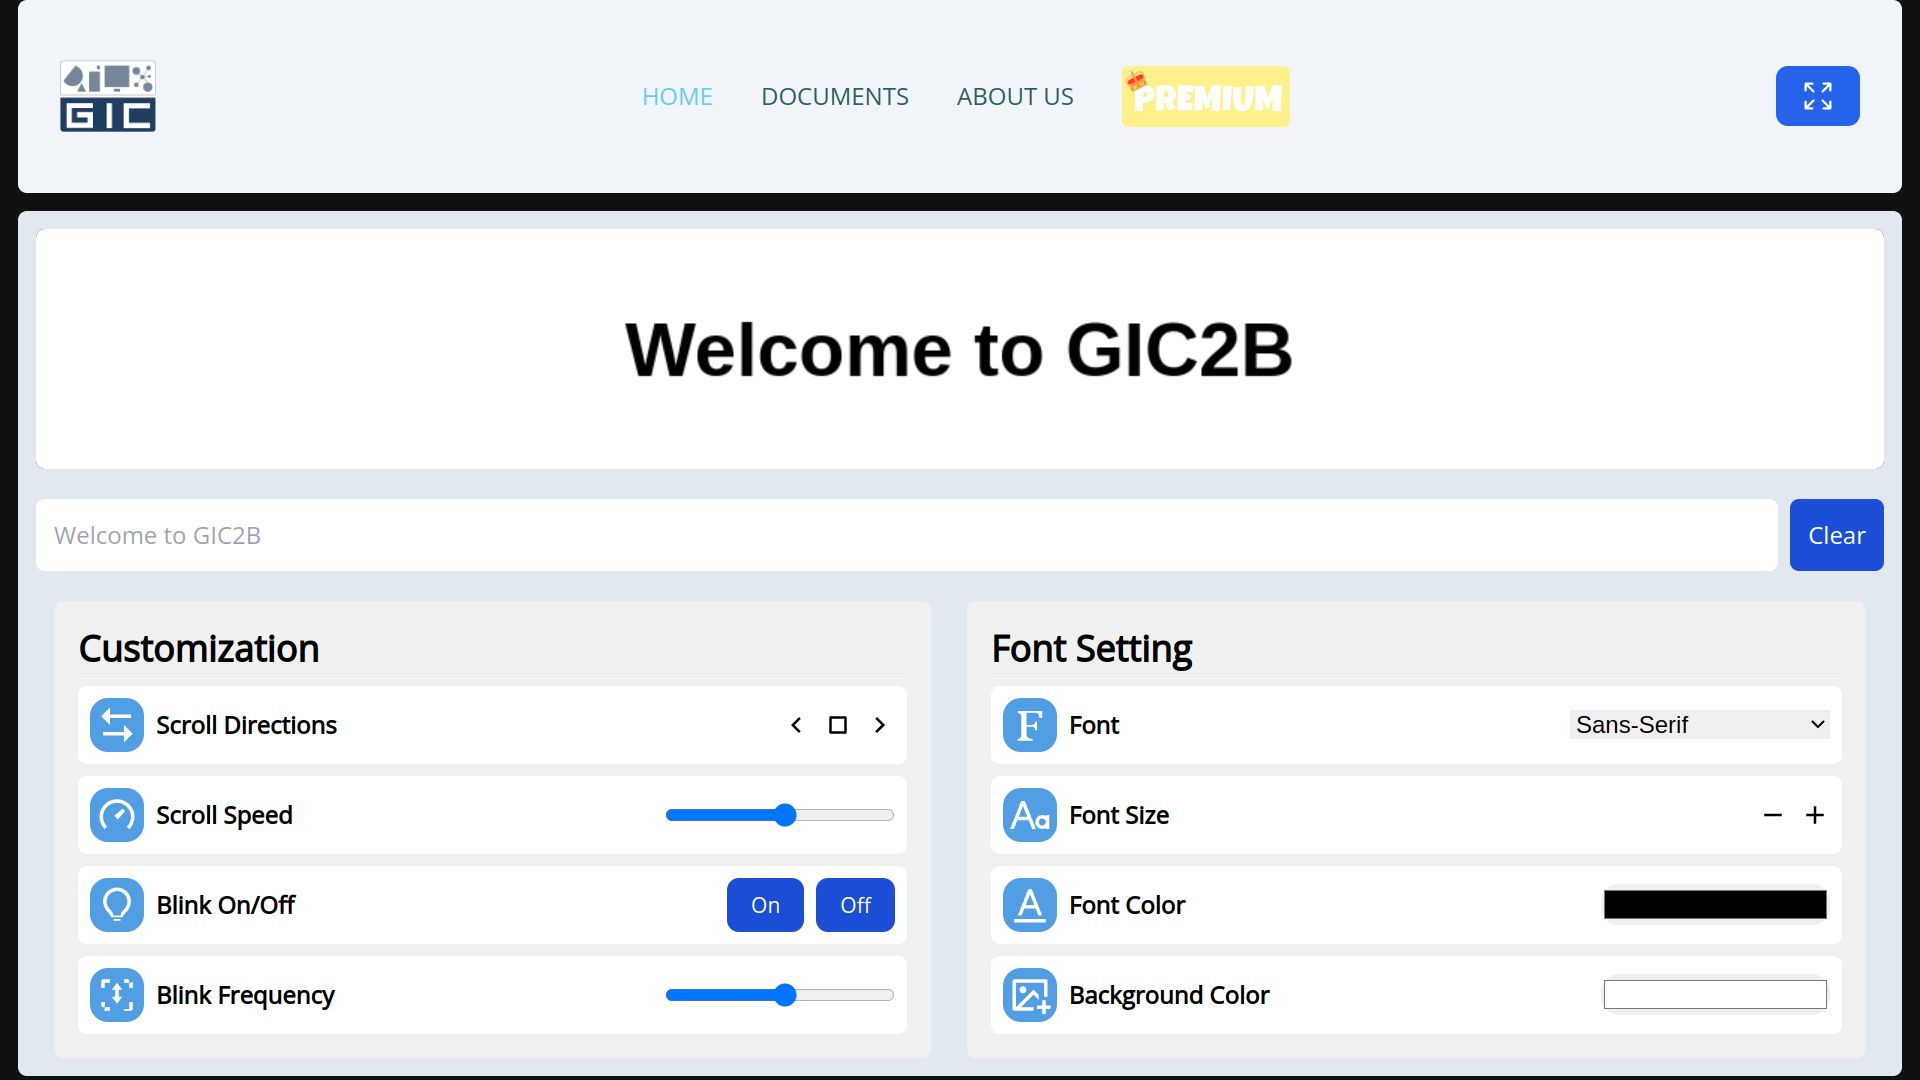 GIC
HOME
DOCUMENTS
ABOUT US
PREMIUM
Welcome to GIC2B
Welcome to GIC2B
Clear
Customization
Scroll Directions
Scroll Speed
Blink On/Off
On
Off
Blink Frequency
Font Setting
F
Font
Sans-Serif
Aa
Font Size
A
Font Color
Background Color